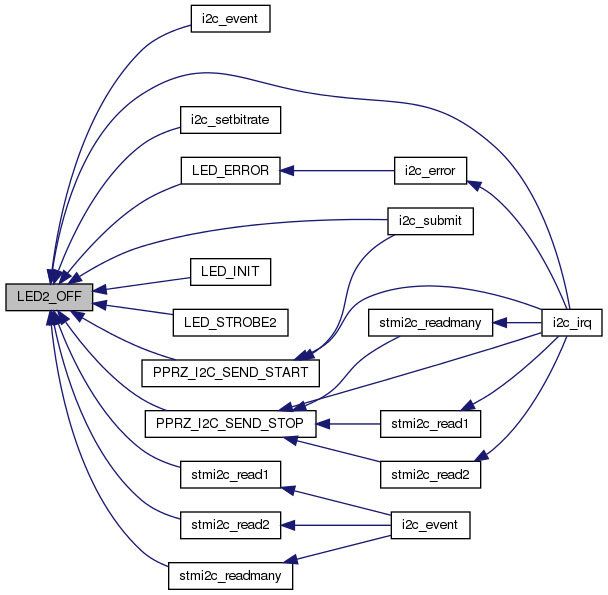 i2c_event
i2c_setbitrate
LED_ERROR
i2c_error
i2c_submit
LED_INIT
LED2_OFF
LED_STROBE2
stmi2c_readmany
i2c_irq
PPRZ_I2C_SEND_START
PPRZ_I2C_SEND_STOP
stmi2c_read1
stmi2c_read1
stmi2c_read2
stmi2c_read2
i2c_event
stmi2c_readmany